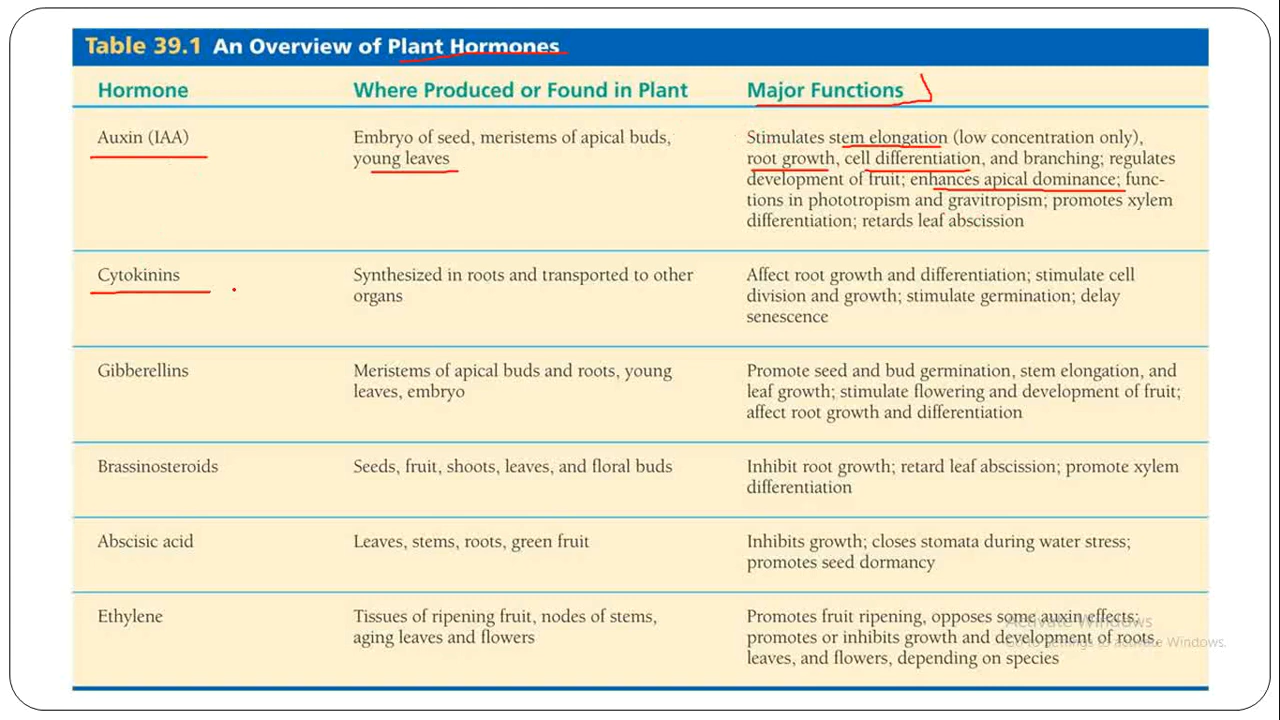 Table 39.1 An Overview of Plant Hormones
Hormone Where Produced or Found in Plant Major Functions
Auxin (IAA)
Embryo of seed, meristems of apical buds,
young leaves
Stimulates stem elongation (low concentration only),
root growth, cell differentiation, and branching; regulates
development of fruit; enhances apical dominance; func-
tions in phototropism and gravitropism; promotes xylem
differentiation; retards leaf abscission
Cytokinins
Synthesized in roots and transported to other
organs
Affect root growth and differentiation; stimulate cell
division and growth; stimulate germination; delay
senescence
Gibberellins
Meristems of apical buds and roots, young
leaves, embryo
Promote seed and bud germination, stem elongation, and
leaf growth; stimulate flowering and development of fruit;
affect root growth and differentiation
Brassinosteroids
Seeds, fruit, shoots, leaves, and floral buds
Inhibit root growth; retard leaf abscission; promote xylem
differentiation
Abscisic acid
Leaves, stems, roots, green fruit
Inhibits growth; closes stomata during water stress;
promotes seed dormancy
Ethylene
Tissues of ripening fruit, nodes of stems,
aging leaves and flowers
Promotes fruit ripening, opposes some auxin effects;
promotes or inhibits growth and development of roots,
leaves, and flowers, depending on species
Activate Windows
Go to Settings to activate Windows.